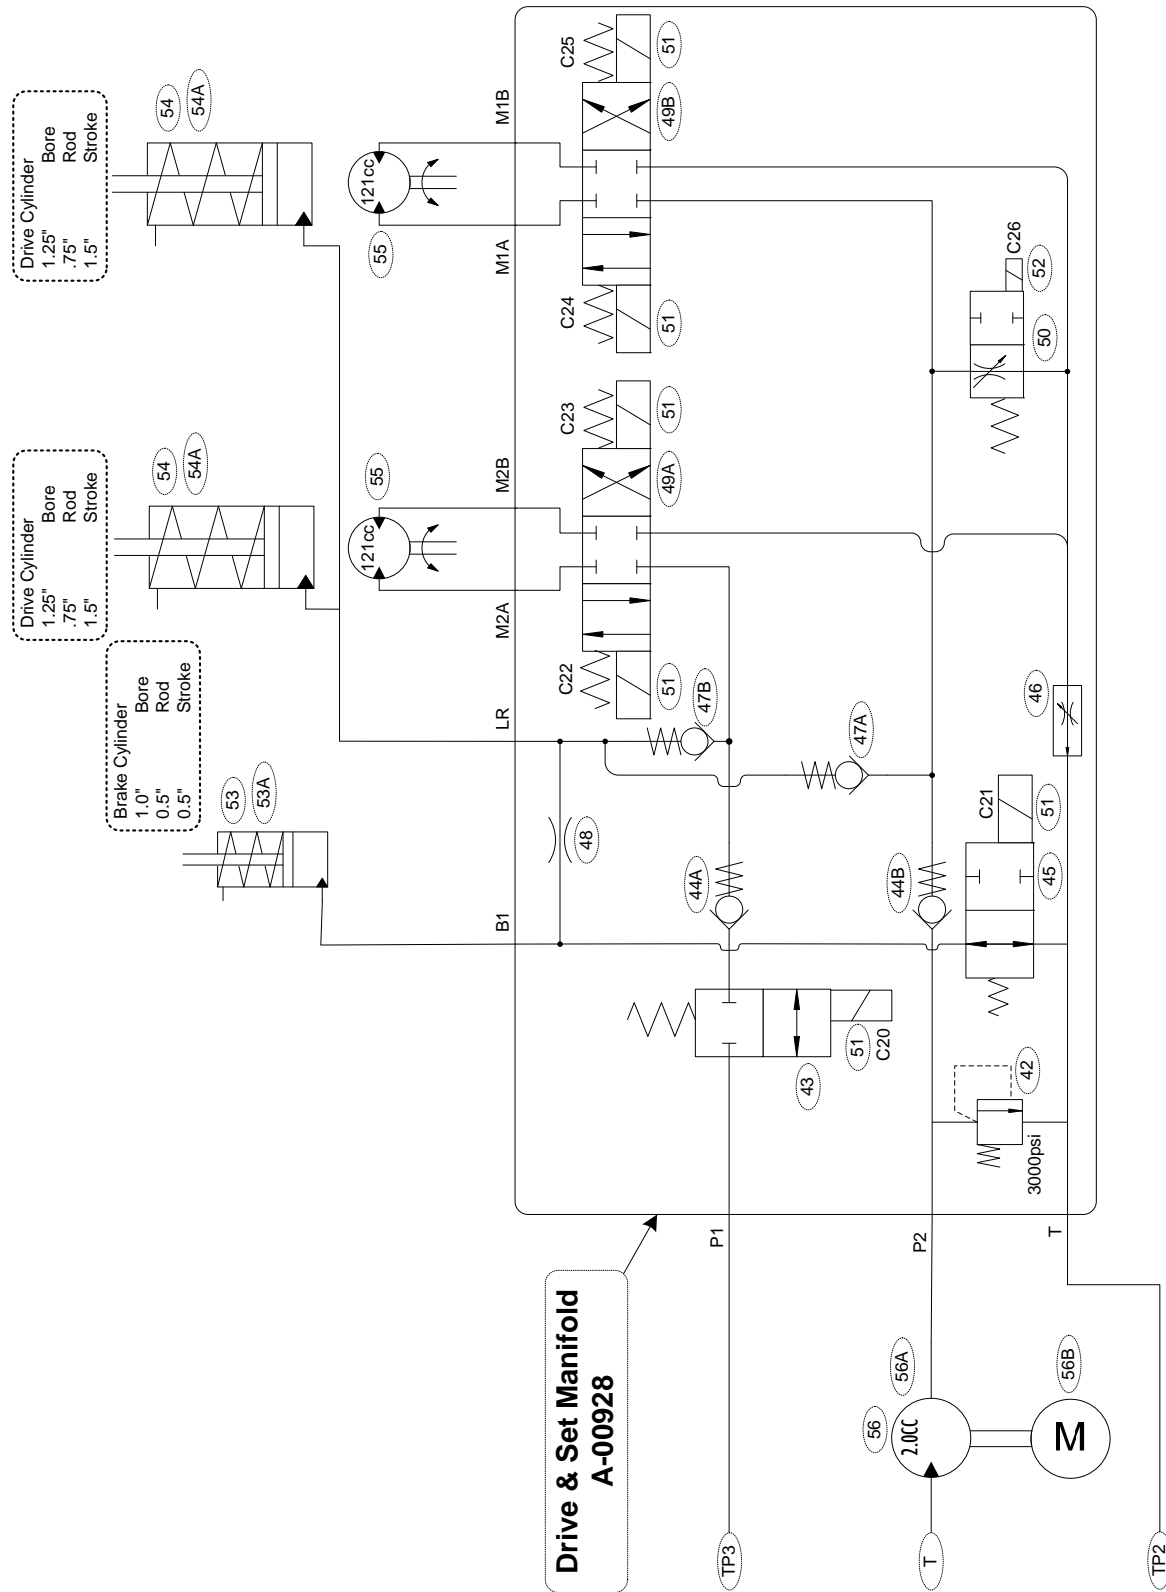 Drive Cylinder
1.25" Bore
.75" Rod
1.5" Stroke
54
54A
Drive Cylinder
1.25" Bore
.75" Rod
1.5" Stroke
54
54A
Brake Cylinder
1.0" Bore
0.5" Rod
0.5" Stroke
53
53A
121cc
55
121cc
55
B1
LR
M2A
M2B
M1A
M1B
C22
51
49A
C23
51
C24
51
49B
C25
51
47B
47A
48
44A
44B
43
51
C20
C21
51
45
46
50
52
C26
42
3000psi
Drive & Set Manifold
A-00928
P1
P2
T
56
56A
2.0CC
M
56B
TP3
T
TP2